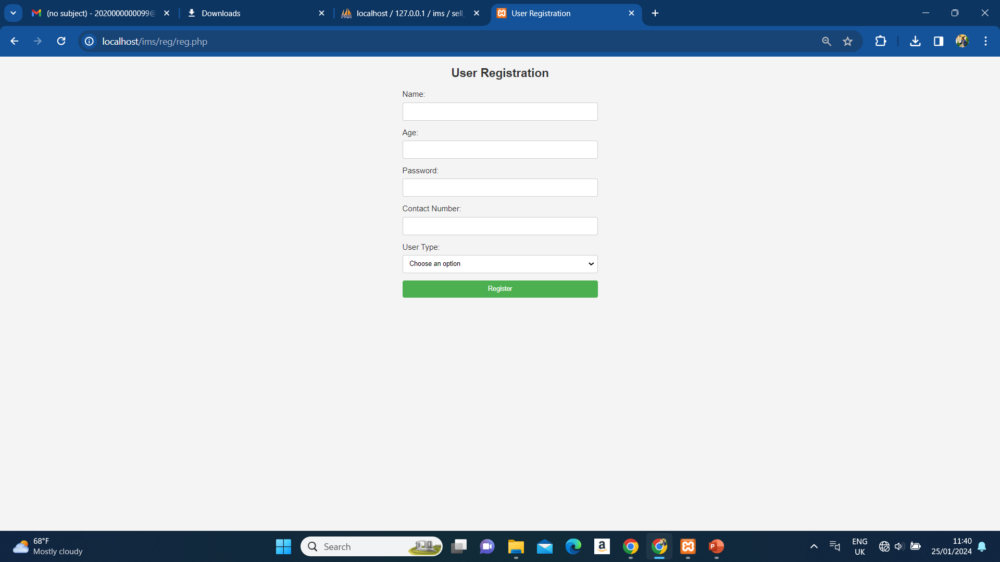 (no subject) - 2020000000099@
Downloads
localhost / 127.0.0.1 / ims / sell_
User Registration
localhost/ims/reg/reg.php
User Registration
Name:
Age:
Password:
Contact Number:
User Type:
Choose an option
Register
68°F
Mostly cloudy
Search
ENG
UK
11:40
25/01/2024